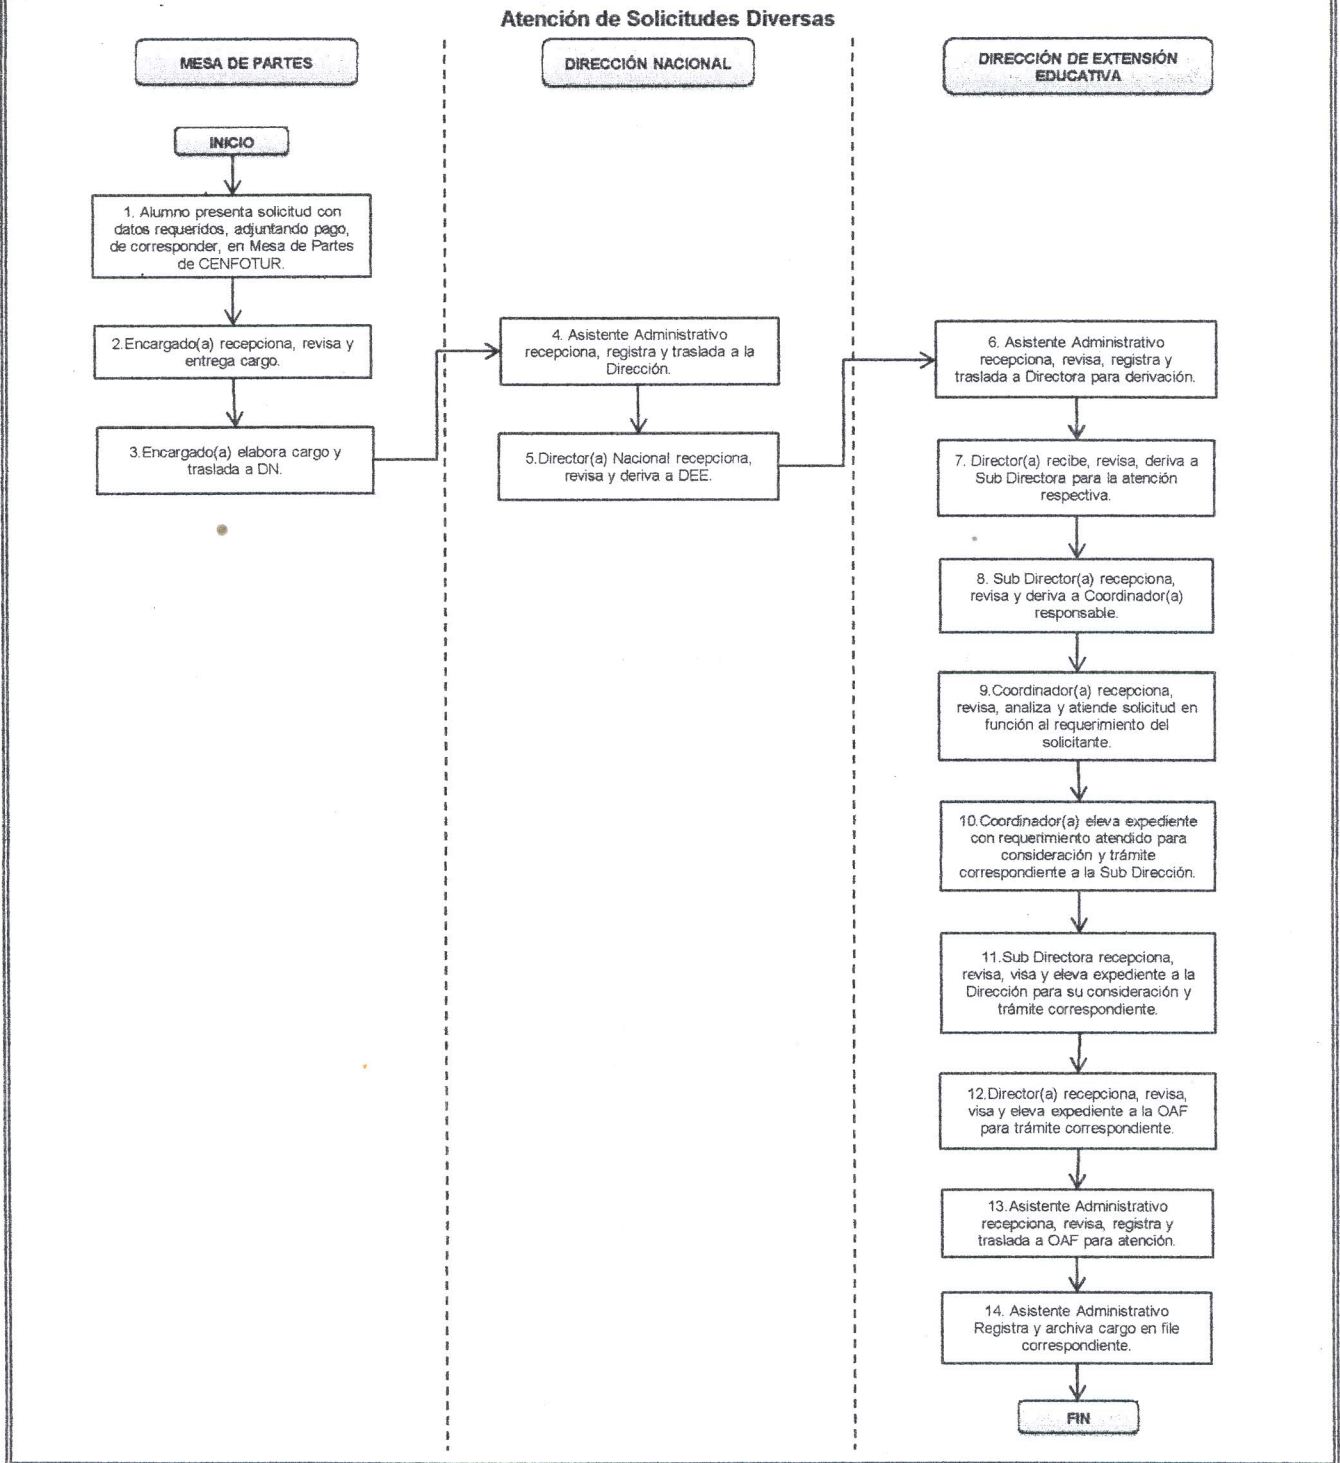 Atención de Solicitudes Diversas
MESA DE PARTES
DIRECCIÓN NACIONAL
DIRECCIÓN DE EXTENSIÓN
EDUCATIVA
INICIO
1. Alumno presenta solicitud con
datos requeridos, adjuntando pago,
de corresponder, en Mesa de Partes
de CENFOTUR.
2.Encargado(a) recepciona, revisa y
entrega cargo.
3.Encargado(a) elabora cargo y
traslada a DN.
4. Asistente Administrativo
recepciona, registra y traslada a la
Dirección.
5.Director(a) Nacional recepciona,
revisa y deriva a DEE.
6. Asistente Administrativo
recepciona, revisa, registra y
traslada a Directora para derivación.
7. Director(a) recibe, revisa, deriva a
Sub Directora para la atención
respectiva.
8. Sub Director(a) recepciona,
revisa y deriva a Coordinador(a)
responsable.
9.Coordinador(a) recepciona,
revisa, analiza y atiende solicitud en
función al requerimiento del
solicitante.
10.Coordinador(a) eleva expediente
con requerimiento atendido para
consideración y trámite
correspondiente a la Sub Dirección.
11.Sub Directora recepciona,
revisa, visa y eleva expediente a la
Dirección para su consideración y
trámite correspondiente.
12.Director(a) recepciona, revisa,
visa y eleva expediente a la OAF
para trámite correspondiente.
13.Asistente Administrativo
recepciona, revisa, registra y
traslada a OAF para atención.
14. Asistente Administrativo
Registra y archiva cargo en file
correspondiente.
FIN